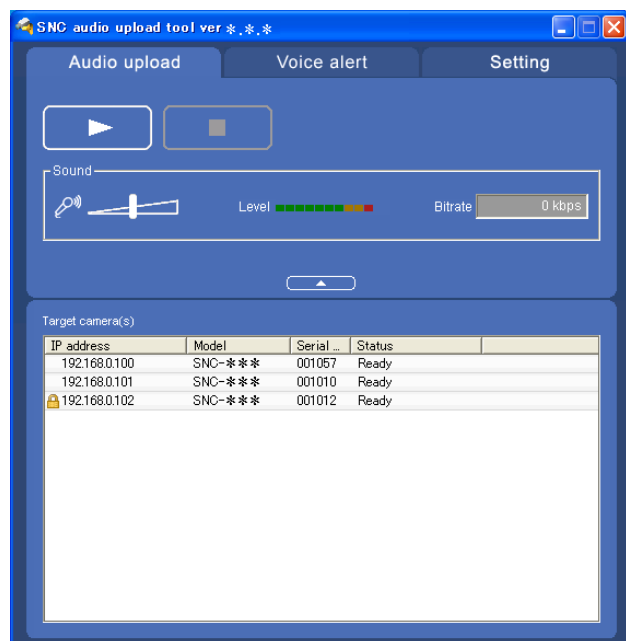 SNC audio upload tool ver *.*.*
Audio upload Voice alert Setting
Sound
Level Bitrate 0 kbps
Target camera(s)
IP address Model Serial ... Status
192.168.0.100 SNC-*** 001057 Ready
192.168.0.101 SNC-*** 001010 Ready
192.168.0.102 SNC-*** 001012 Ready